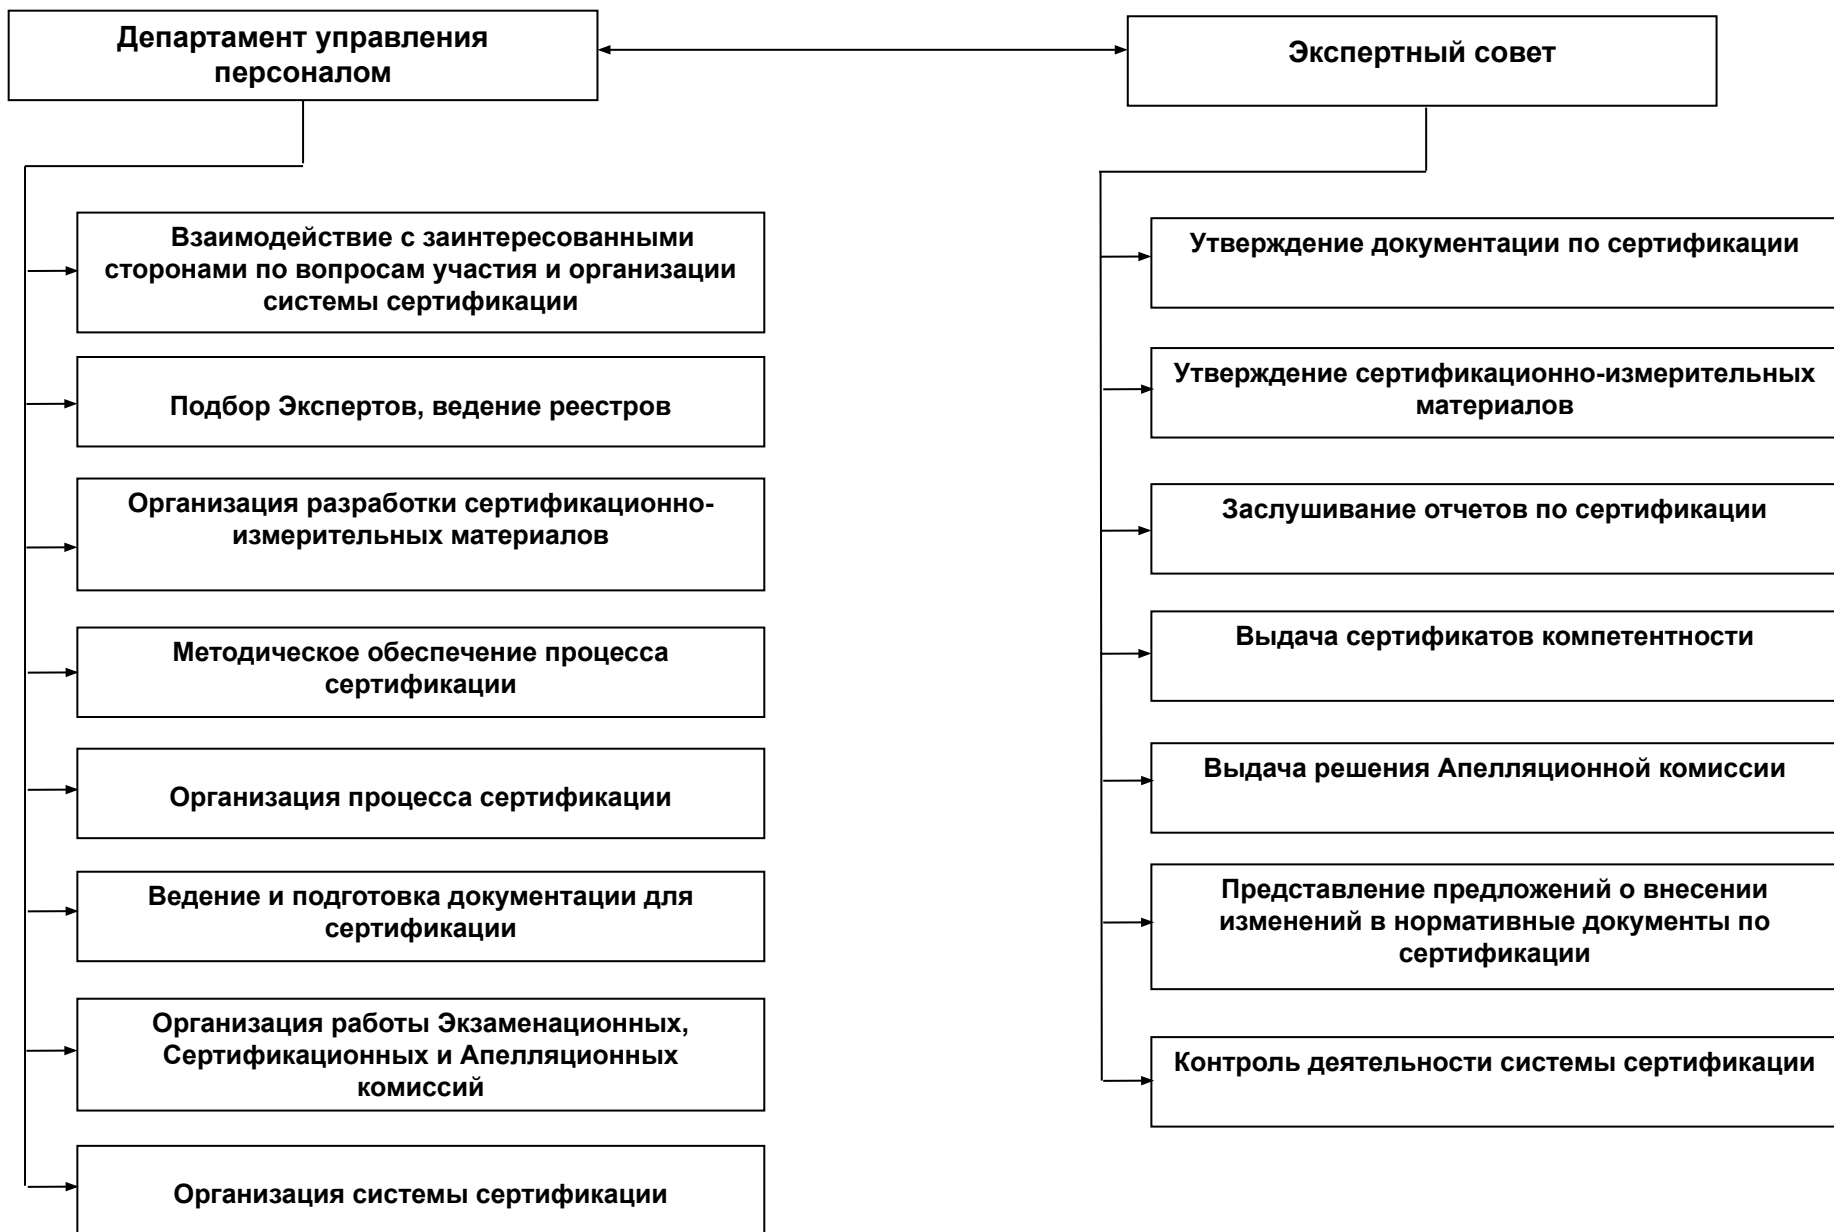 Департамент управления
персоналом
Экспертный совет
Взаимодействие с заинтересованными
сторонами по вопросам участия и организации
системы сертификации
Подбор Экспертов, ведение реестров
Организация разработки сертификационно-
измерительных материалов
Методическое обеспечение процесса
сертификации
Организация процесса сертификации
Ведение и подготовка документации для
сертификации
Организация работы Экзаменационных,
Сертификационных и Апелляционных
комиссий
Организация системы сертификации
Утверждение документации по сертификации
Утверждение сертификационно-измерительных
материалов
Заслушивание отчетов по сертификации
Выдача сертификатов компетентности
Выдача решения Апелляционной комиссии
Представление предложений о внесении
изменений в нормативные документы по
сертификации
Контроль деятельности системы сертификации